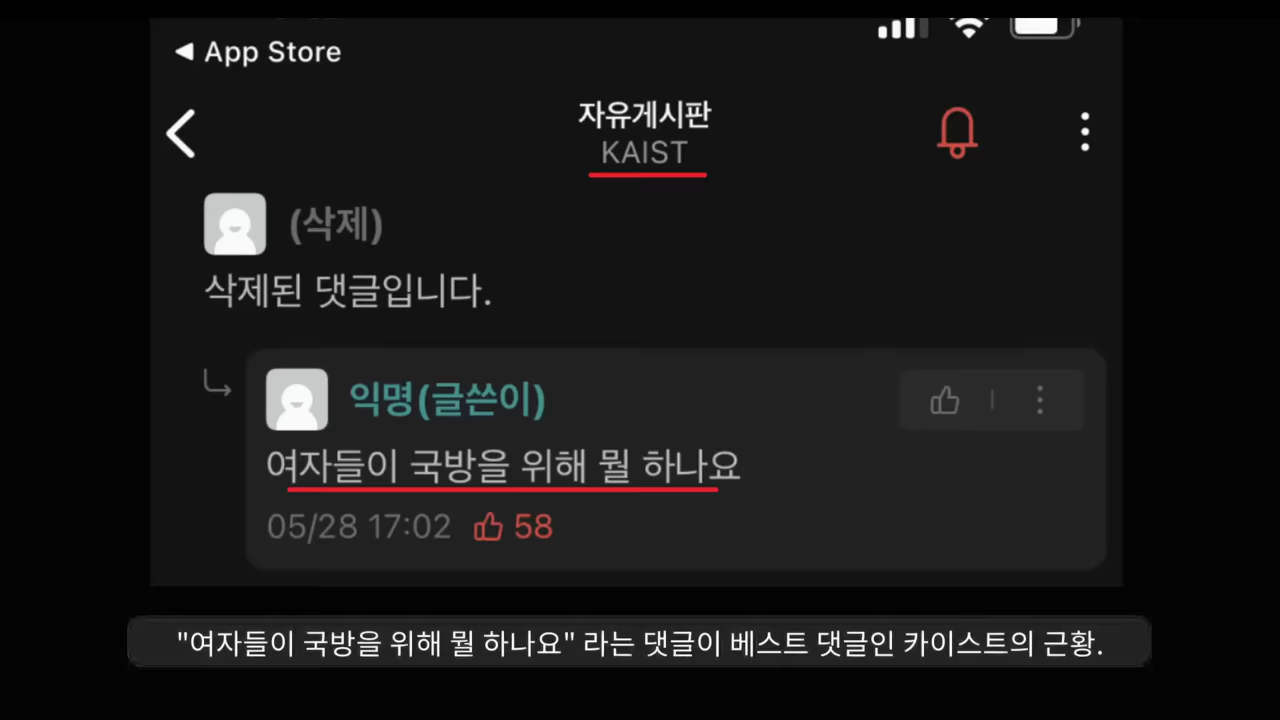 App Store
자유게시판
KAIST
(삭제)
삭제된 댓글입니다.
익명(글쓴이)
여자들이 국방을 위해 뭘 하나요
05/28 17:02 58
"여자들이 국방을 위해 뭘 하나요" 라는 댓글이 베스트 댓글인 카이스트의 근황.